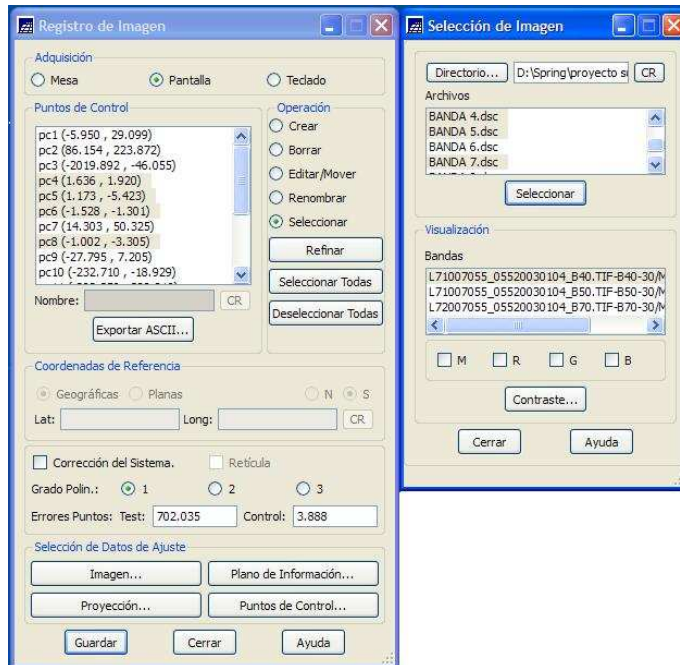 Registro de Imagen
Adquisición
Mesa
Pantalla
Teclado
Puntos de Control
pc1 (-5.950 , 29.099)
pc2 (86.154 , 223.872)
pc3 (-2019.892 , -46.055)
pc4 (1.636 , 1.920)
pc5 (1.173 , -5.423)
pc6 (-1.528 , -1.301)
pc7 (14.303 , 50.325)
pc8 (-1.002 , -3.305)
pc9 (-27.795 , 7.205)
pc10 (-232.710 , -18.929)
Nombre:
CR
Exportar ASCII...
Operación
Crear
Borrar
Editar/Mover
Renombrar
Seleccionar
Refinar
Seleccionar Todas
Deseleccionar Todas
Coordenadas de Referencia
Geográficas
Planas
N
S
Lat:
Long:
CR
Corrección del Sistema.
Retícula
Grado Polin.:
1
2
3
Errores Puntos: Test: 702.035 Control: 3.888
Selección de Datos de Ajuste
Imagen...
Plano de Información...
Proyección...
Puntos de Control...
Guardar
Cerrar
Ayuda
Selección de Imagen
Directorio...
D:\Spring\proyecto
CR
Archivos
BANDA 4.dsc
BANDA 5.dsc
BANDA 6.dsc
BANDA 7.dsc
Seleccionar
Visualización
Bandas
L71007055_05520030104_B40.TIF-B40-30/M
L71007055_05520030104_B50.TIF-B50-30/M
L72007055_05520030104_B70.TIF-B70-30/M
M
R
G
B
Contraste...
Cerrar
Ayuda